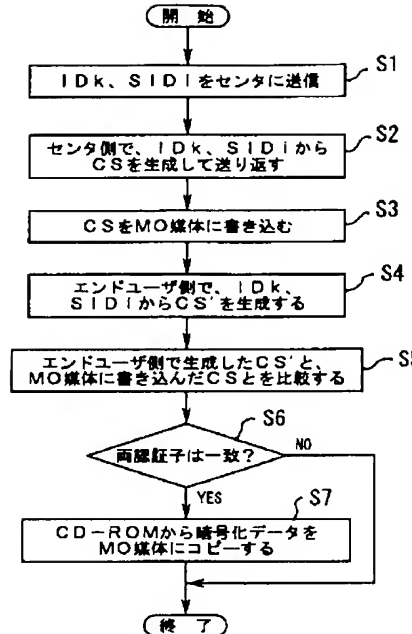 開 始
S1
IDk、SIDiをセンタに送信
S2
センタ側で、IDk、SIDiから
CSを生成して送り返す
S3
CSをMO媒体に書き込む
S4
エンドユーザ側で、IDk、
SIDiからCS'を生成する
S5
エンドユーザ側で生成したCS'と、
MO媒体に書き込んだCSとを比較する
S6
両認証子は一致？
NO
YES
S7
CD－ROMから暗号化データを
MO媒体にコピーする
終 了